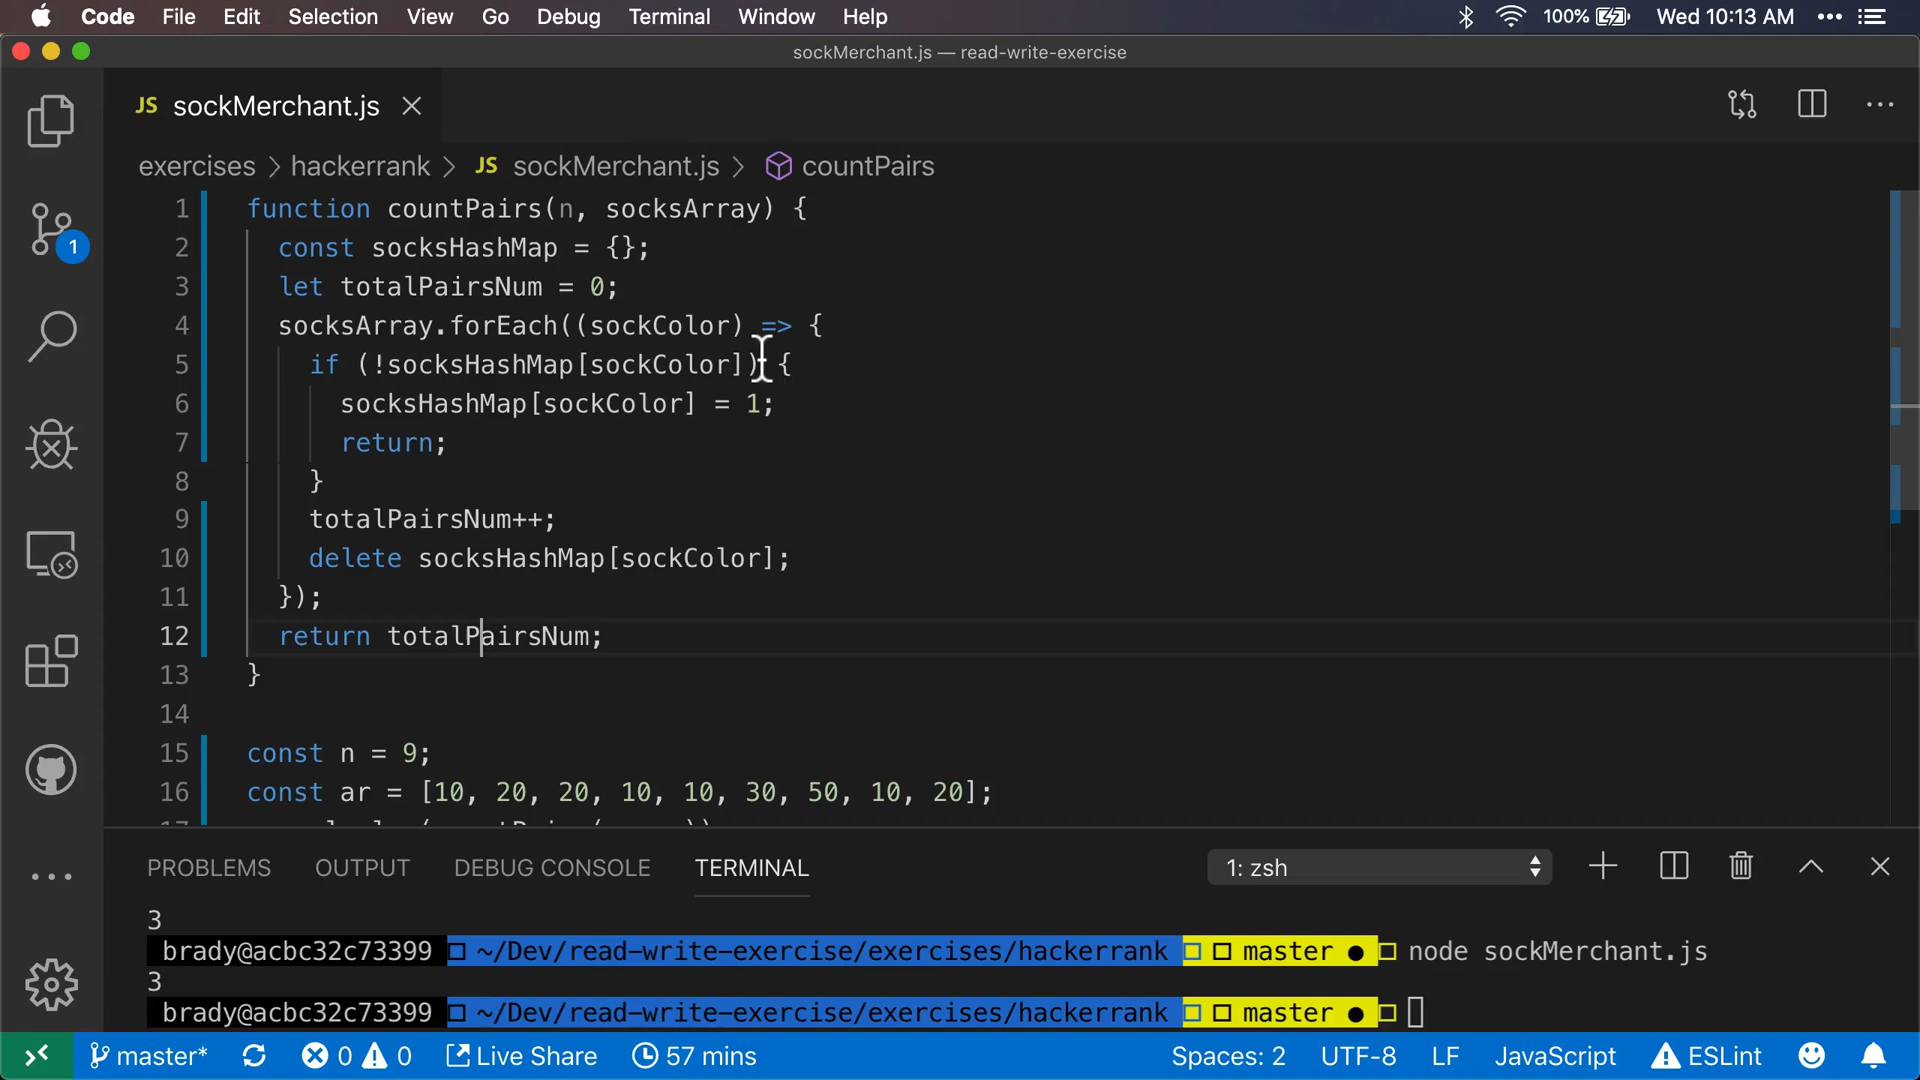 Code File Edit Selection View Go Debug Terminal Window Help 100% Wed 10:13 AM
sockMerchant.js — read-write-exercise
JS sockMerchant.js
exercises > hackerrank > JS sockMerchant.js > countPairs
1 function countPairs(n, socksArray) {
2 const socksHashMap = {};
3 let totalPairsNum = 0;
4 socksArray.forEach((sockColor) => {
5 if (!socksHashMap[sockColor]) {
6 socksHashMap[sockColor] = 1;
7 return;
8 }
9 totalPairsNum++;
10 delete socksHashMap[sockColor];
11 });
12 return totalPairsNum;
13 }
14
15 const n = 9;
16 const ar = [10, 20, 20, 10, 10, 30, 50, 10, 20];
1
PROBLEMS OUTPUT DEBUG CONSOLE TERMINAL 1: zsh
3
brady@acbc32c73399 ~/Dev/read-write-exercise/exercises/hackerrank master ● node sockMerchant.js
3
brady@acbc32c73399 ~/Dev/read-write-exercise/exercises/hackerrank master ●
master* 0 0 Live Share 57 mins Spaces: 2 UTF-8 LF JavaScript ESLint